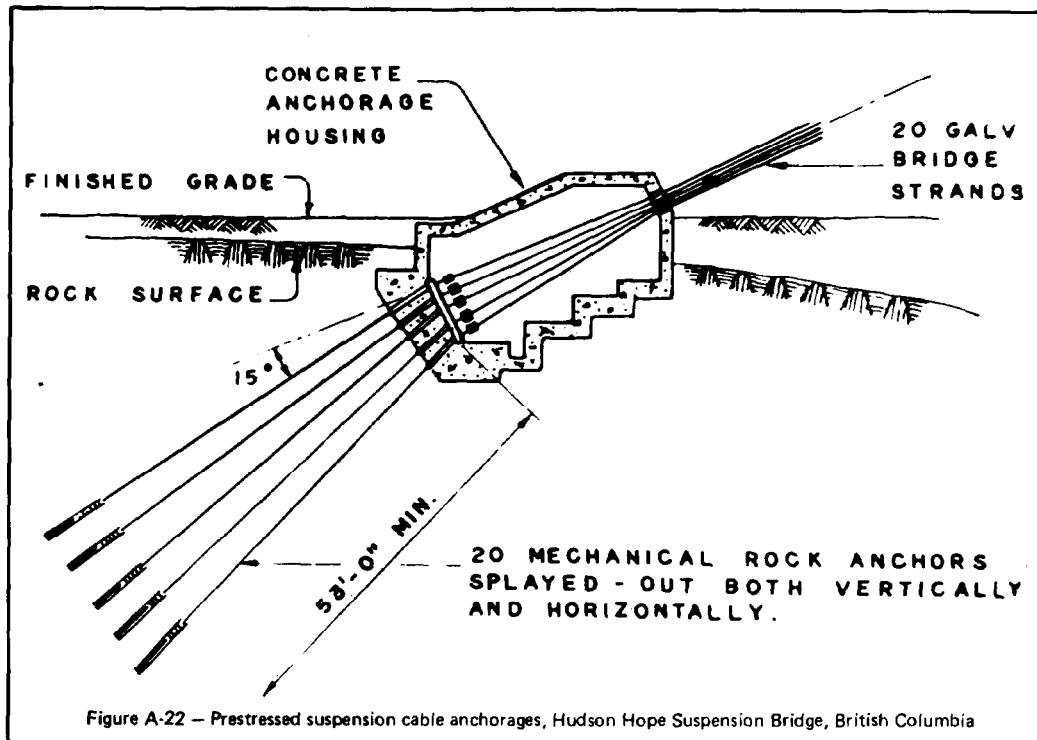 CONCRETE
ANCHORAGE
HOUSING
20 GALV
BRIDGE
STRANDS
FINISHED GRADE
ROCK SURFACE
15°
58'-0" MIN.
20 MECHANICAL ROCK ANCHORS
SPLAYED - OUT BOTH VERTICALLY
AND HORIZONTALLY.
Figure A-22 — Prestressed suspension cable anchorages, Hudson Hope Suspension Bridge, British Columbia